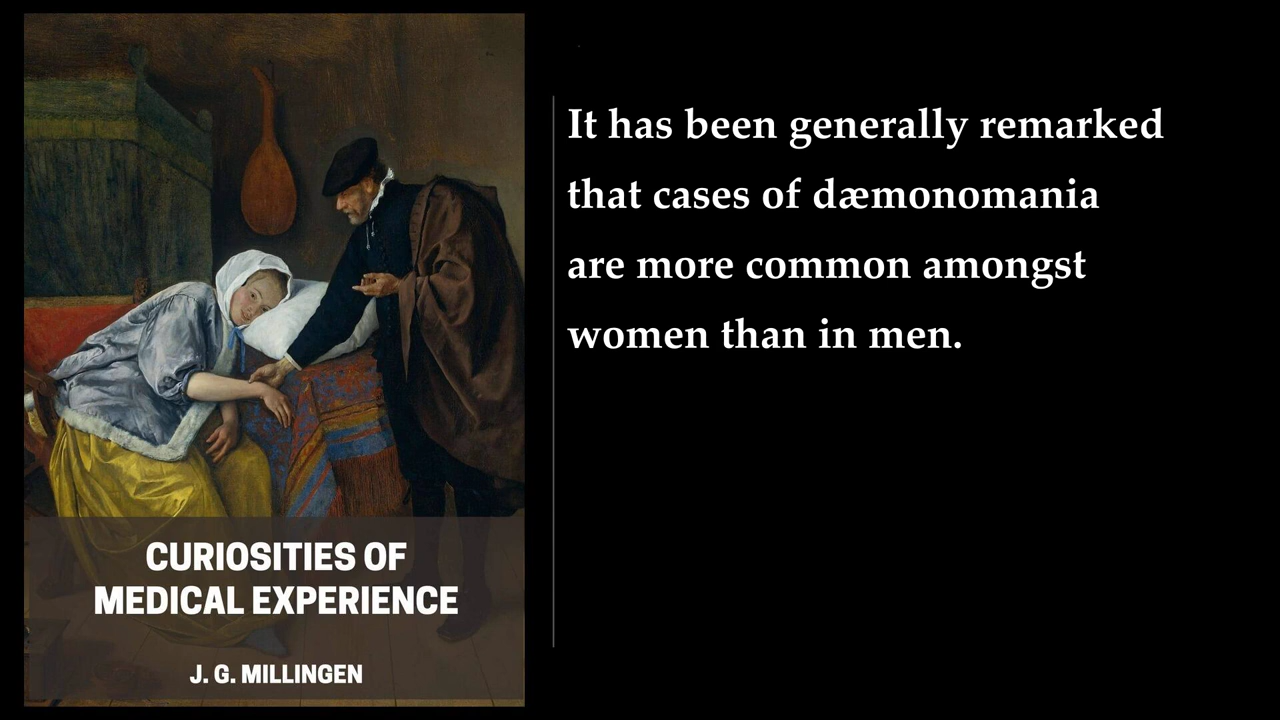 It has been generally remarked
that cases of dæmonomania
are more common amongst
women than in men.
CURIOSITIES OF
MEDICAL EXPERIENCE
J. G. MILLINGEN